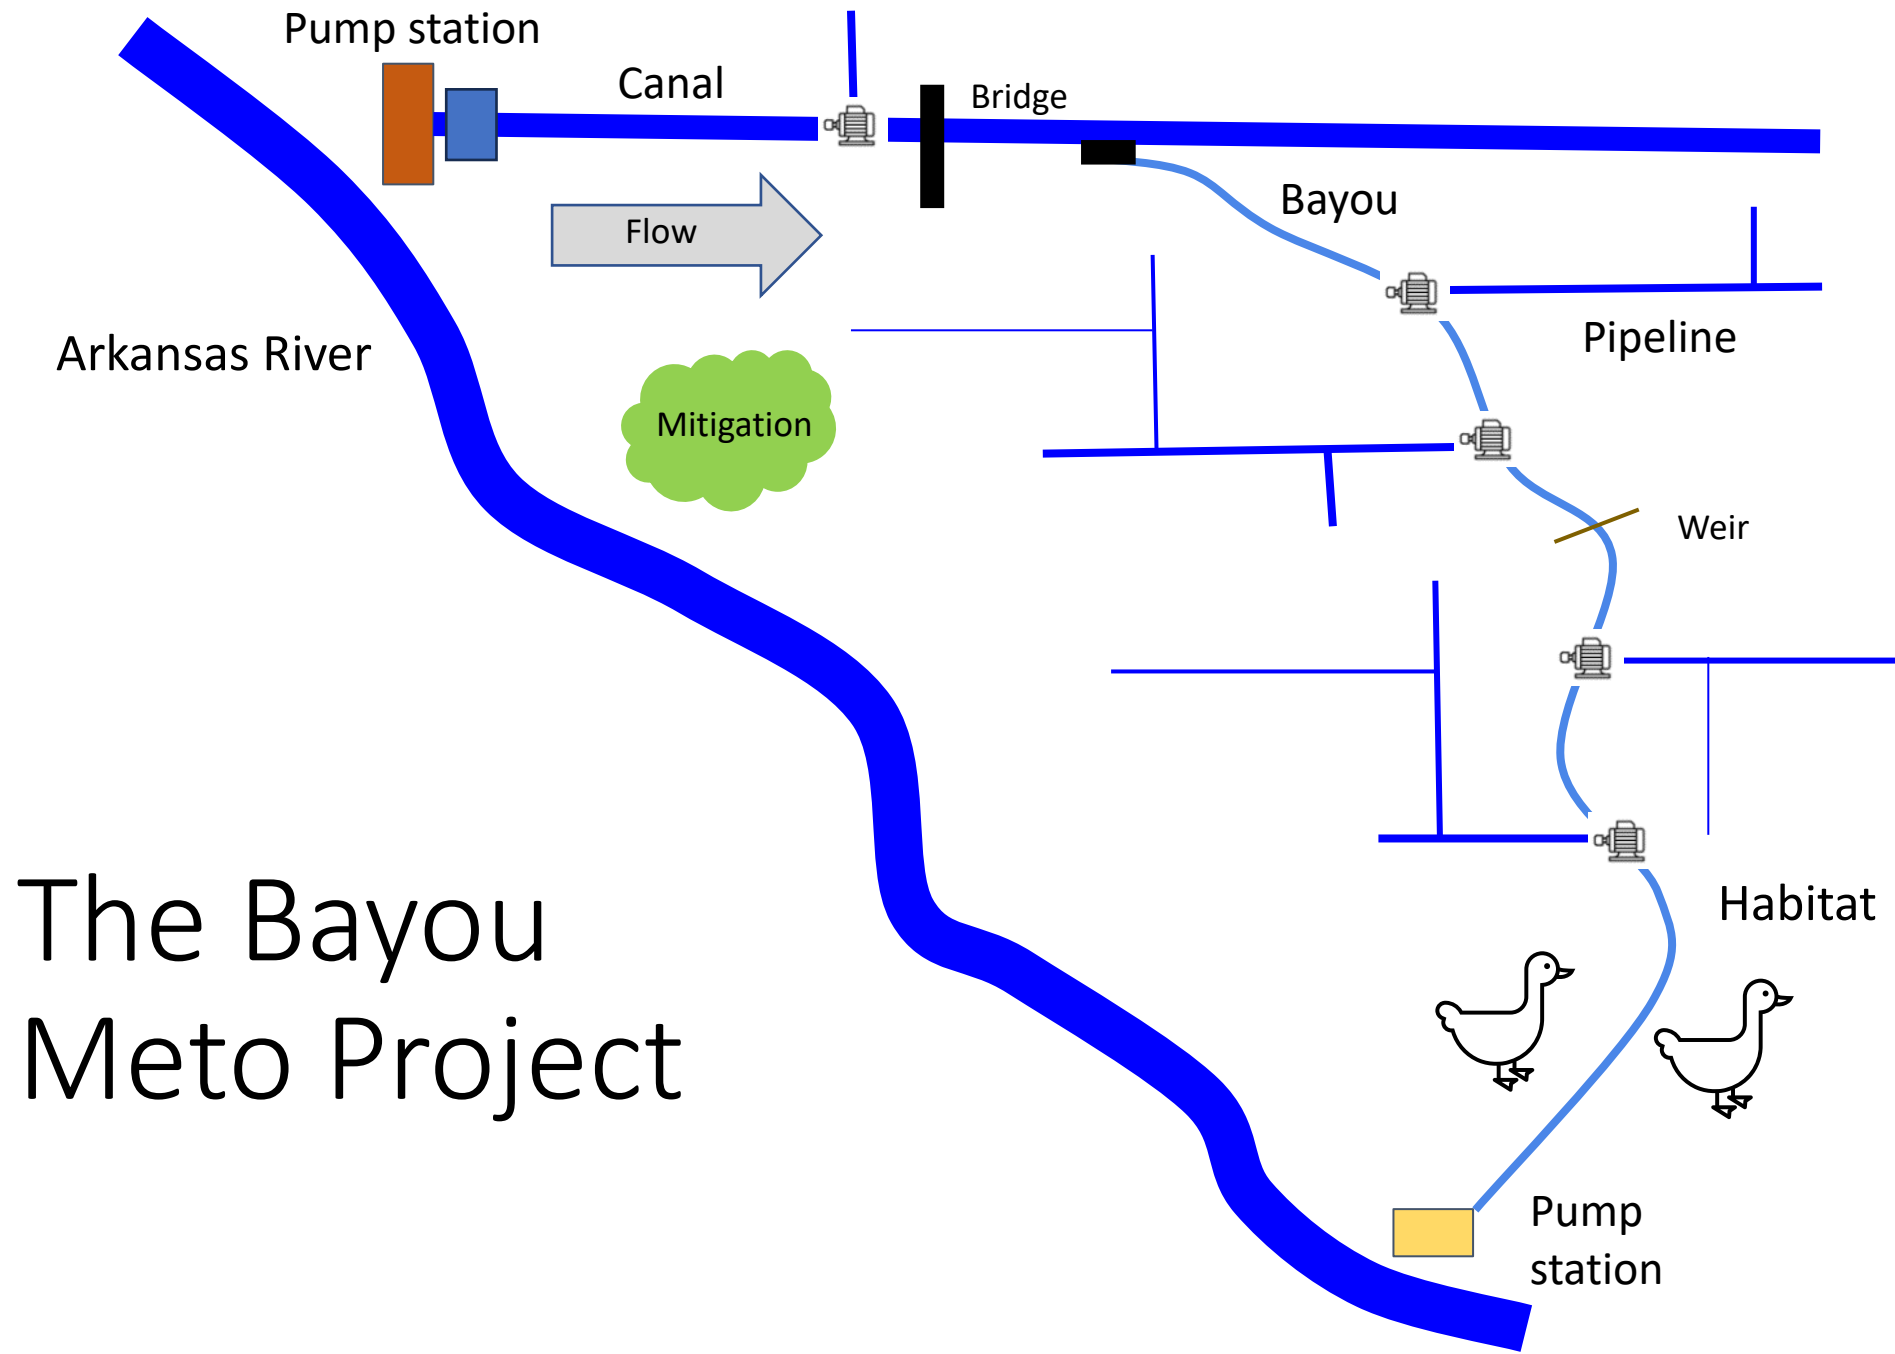 Pump station
Canal
Bridge
Bayou
Flow
Arkansas River
Pipeline
Mitigation
Weir
Habitat
The Bayou
Meto Project
Pump
station